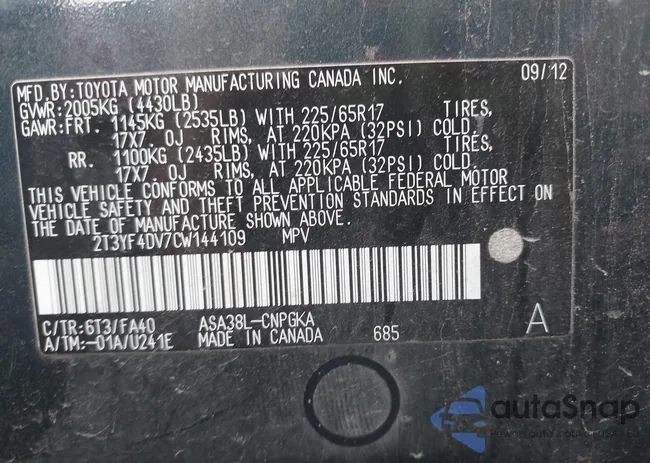 MFD.BY:TOYOTA MOTOR MANUFACTURING CANADA INC. 09/12
GVWR:2005KG (4430LB)
GAWR:FRT. 1145KG (2535LB) WITH 225/65R17 TIRES,
17X7.0J RIMS, AT 220KPA (32PSI) COLD.
RR. 1100KG (2435LB) WITH 225/65R17 TIRES,
17X7.0J RIMS, AT 220KPA (32PSI) COLD.
THIS VEHICLE CONFORMS TO ALL APPLICABLE FEDERAL MOTOR
VEHICLE SAFETY AND THEFT PREVENTION STANDARDS IN EFFECT ON
THE DATE OF MANUFACTURE SHOWN ABOVE.
2T3YF4DV7CW144109 MPV
C/TR:6T3/FA40 ASA38L-CNPGKA
A/TM:-01A/U241E MADE IN CANADA 685 A
autoSnap